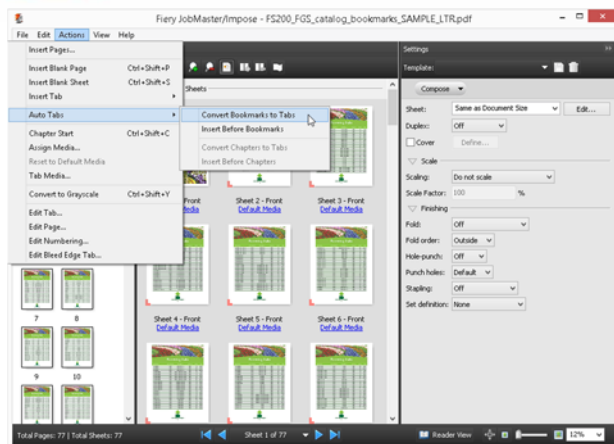 Fiery JobMaster/Impose - FS200_FGS_catalog_bookmarks_SAMPLE_LTR.pdf
File Edit Actions View Help
Insert Pages...
Insert Blank Page Ctrl+Shift+P
Insert Blank Sheet Ctrl+Shift+S
Insert Tab
Auto Tabs
Chapter Start Ctrl+Shift+C
Assign Media...
Reset to Default Media
Tab Media...
Convert to Grayscale Ctrl+Shift+Y
Edit Tab...
Edit Page...
Edit Numbering...
Edit Bleed Edge Tab...
Convert Bookmarks to Tabs
Insert Before Bookmarks
Convert Chapters to Tabs
Insert Before Chapters
7 8
9 10
Sheets
Front Sheet 2 - Front Sheet 3 - Front
Media Default Media Default Media
Sheet 4 - Front Sheet 5 - Front Sheet 6 - Front
Default Media Default Media Default Media
Settings
Template:
Compose
Sheet: Same as Document Size Edit...
Duplex: Off
Cover Define...
Scale
Scaling: Do not scale
Scale Factor: 100 %
Finishing
Fold: Off
Fold order: Outside
Hole-punch: Off
Punch holes: Default
Stapling: Off
Set definition: None
Total Pages: 77 | Total Sheets: 77 Sheet 1 of 77 Reader View 12%